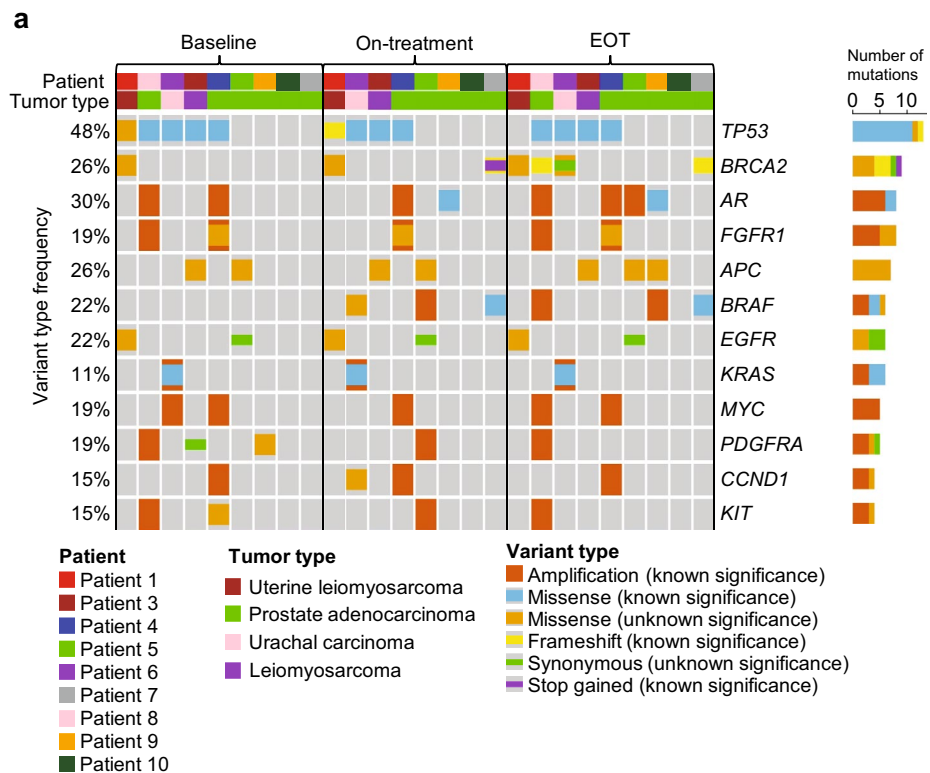 a
Baseline
On-treatment
EOT
Number of
mutations
Patient
Tumor type
0 5 10
Variant type frequency
48% TP53
26% BRCA2
30% AR
19% FGFR1
26% APC
22% BRAF
22% EGFR
11% KRAS
19% MYC
19% PDGFRA
15% CCND1
15% KIT
Patient
Patient 1
Patient 3
Patient 4
Patient 5
Patient 6
Patient 7
Patient 8
Patient 9
Patient 10
Tumor type
Uterine leiomyosarcoma
Prostate adenocarcinoma
Urachal carcinoma
Leiomyosarcoma
Variant type
Amplification (known significance)
Missense (known significance)
Missense (unknown significance)
Frameshift (known significance)
Synonymous (unknown significance)
Stop gained (known significance)